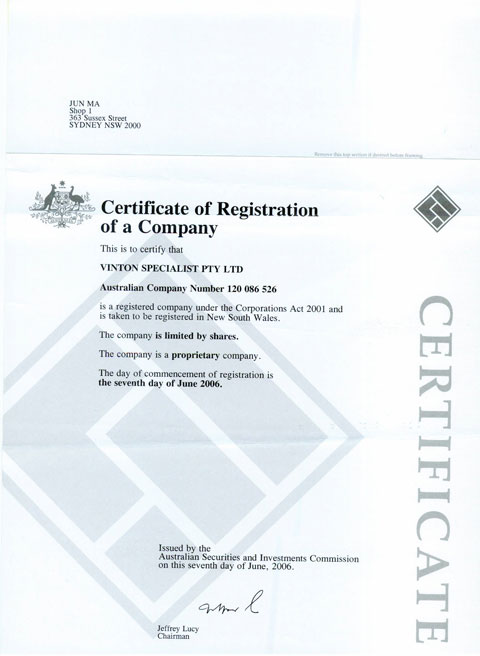 JUN MA
Shop 1
363 Sussex Street
SYDNEY NSW 2000
Remove this top section if desired before framing
Certificate of Registration
of a Company
This is to certify that
VINTON SPECIALIST PTY LTD
Australian Company Number 120 086 526
is a registered company under the Corporations Act 2001 and
is taken to be registered in New South Wales.
The company is limited by shares.
The company is a proprietary company.
The day of commencement of registration is
the seventh day of June 2006.
Issued by the
Australian Securities and Investments Commission
on this seventh day of June, 2006.
Jeffrey Lucy
Chairman
CERTIFICATE